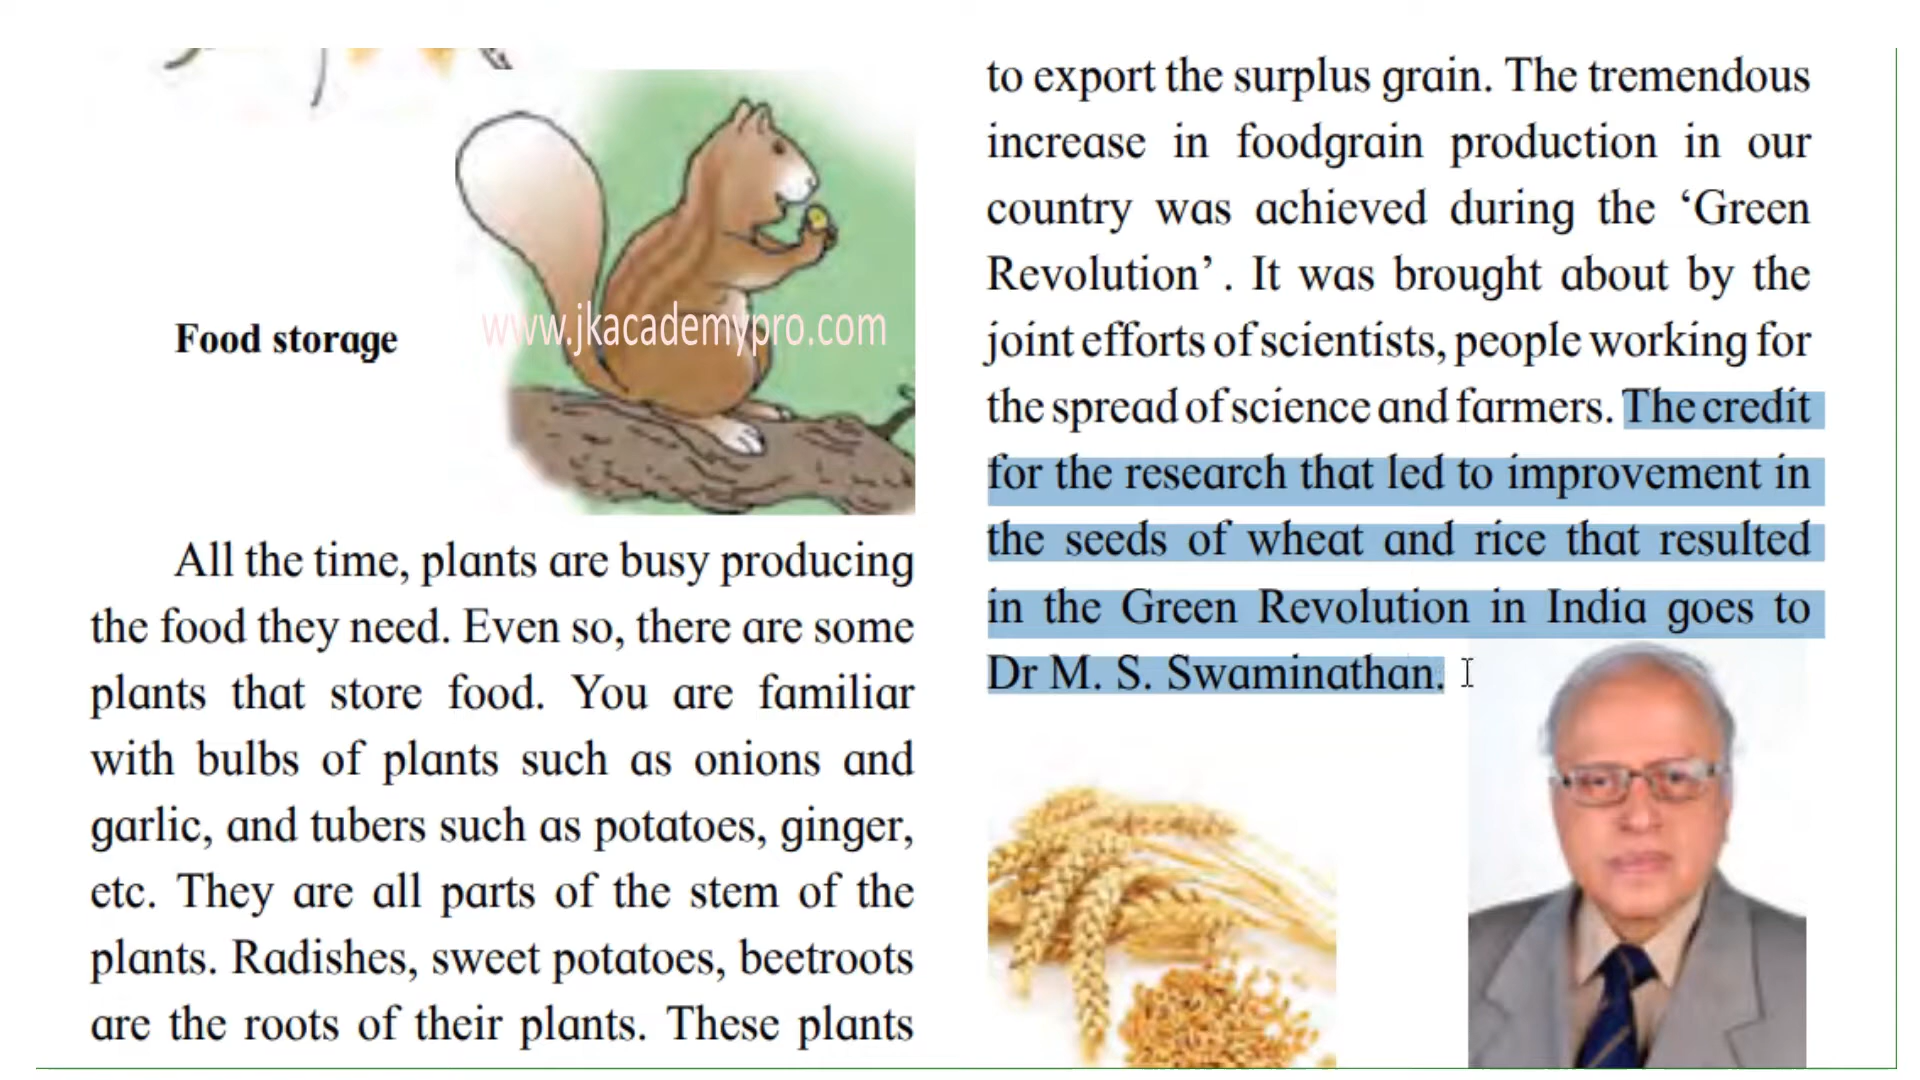 www.jkacademypro.com
Food storage
All the time, plants are busy producing
the food they need. Even so, there are some
plants that store food. You are familiar
with bulbs of plants such as onions and
garlic, and tubers such as potatoes, ginger,
etc. They are all parts of the stem of the
plants. Radishes, sweet potatoes, beetroots
are the roots of their plants. These plants
to export the surplus grain. The tremendous
increase in foodgrain production in our
country was achieved during the ‘Green
Revolution’. It was brought about by the
joint efforts of scientists, people working for
the spread of science and farmers. The credit
for the research that led to improvement in
the seeds of wheat and rice that resulted
in the Green Revolution in India goes to
Dr M. S. Swaminathan.